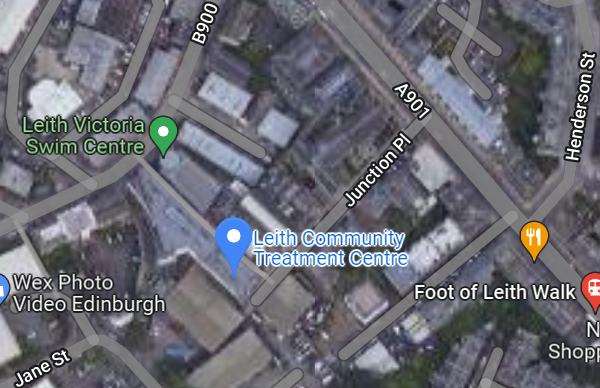 B900
A901
Henderson St
Leith Victoria
Swim Centre
Junction Pl
Leith Community
Treatment Centre
Wex Photo
Video Edinburgh
Foot of Leith Walk
N
Shopp
Jane St